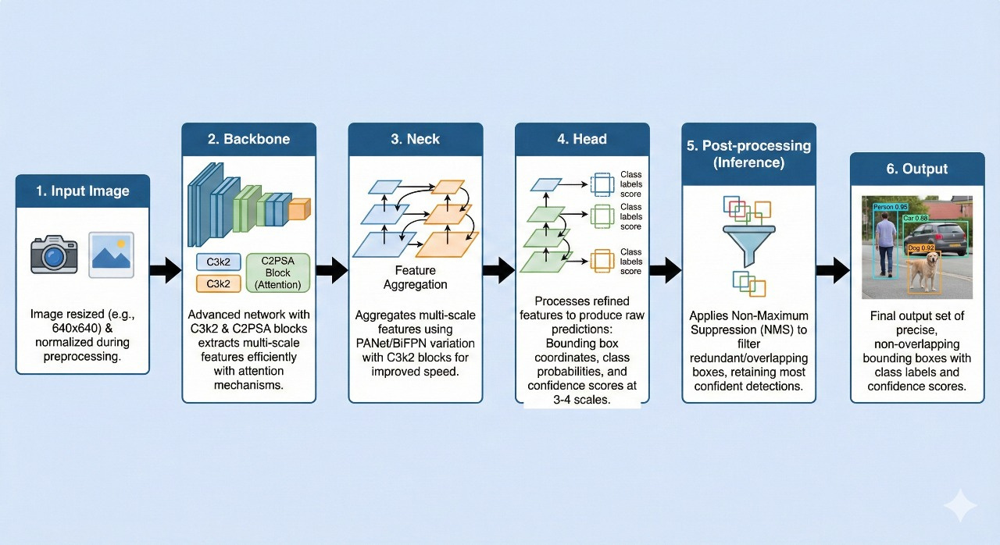 1. Input Image
Image resized (e.g.,
640x640) &
normalized during
preprocessing.
2. Backbone
C3k2
C3k2
C2PSA
Block
(Attention)
Advanced network with
C3k2 & C2PSA blocks
extracts multi-scale
features efficiently
with attention
mechanisms.
3. Neck
Feature
Aggregation
Aggregates multi-scale
features using
PANet/BiFPN variation
with C3k2 blocks for
improved speed.
4. Head
Class
labels
score
Class
labels
score
Class
labels
score
Processes refined
features to produce raw
predictions:
Bounding box
coordinates, class
probabilities, and
confidence scores at
3-4 scales.
5. Post-processing
(Inference)
Applies Non-Maximum
Suppression (NMS) to
filter
redundant/overlapping
boxes, retaining most
confident detections.
6. Output
Person 0.95
Car 0.88
Dog 0.92
Final output set of
precise,
non-overlapping
bounding boxes with
class labels and
confidence scores.